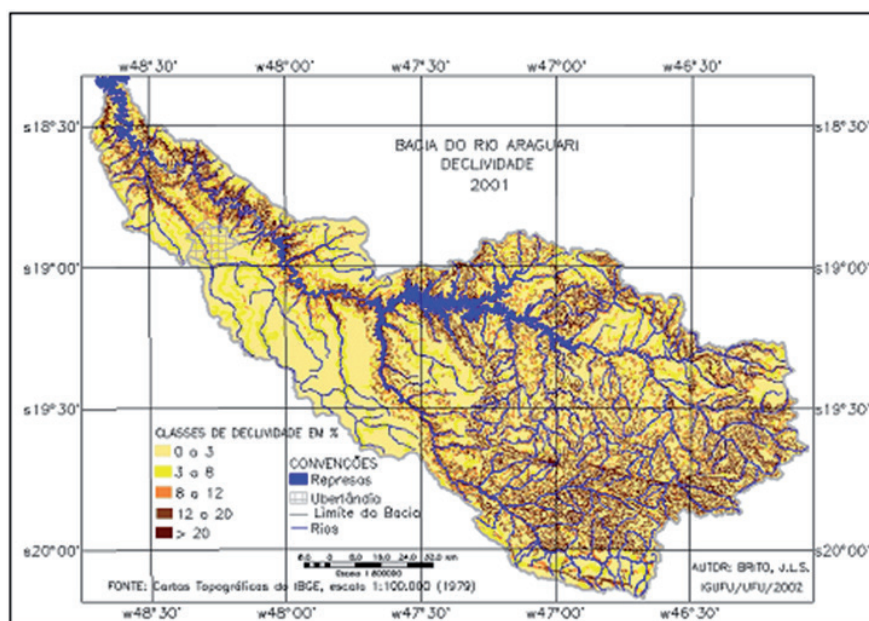 w48°30' w48°00' w47°30' w47°00' w46°30'
s18°30' s18°30'
BACIA DO RIO ARAGUARI
DECLIVIDADE
2001
s19°00' s19°00'
s19°30' s19°30'
CLASSES DE DECLIVIDADE EM %
0 a 3
3 a 8
8 a 12
12 a 20
> 20
CONVENÇÕES
Represas
Uberlândia
Limite da Bacia
Rios
s20°00' s20°00'
Escala 1:800000
AUTOR: BRITO, J.L.S.
IGUFU/UFU/2002
FONTE: Cartas Topográficas do IBGE, escala 1:100.000 (1979)
w48°30' w48°00' w47°30' w47°00' w46°30'